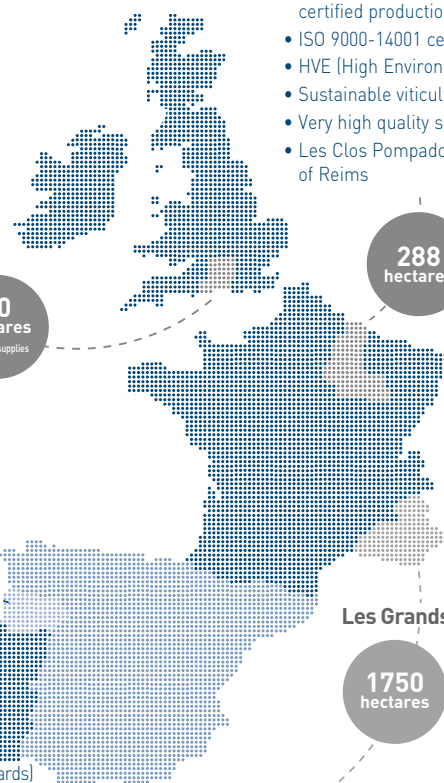 certified productio
• ISO 9000-14001 ce
• HVE (High Environ
• Sustainable viticul
• Very high quality s
• Les Clos Pompado
of Reims
288
hectare
0
ares
supplies
Les Grands
1750
hectares
ards)